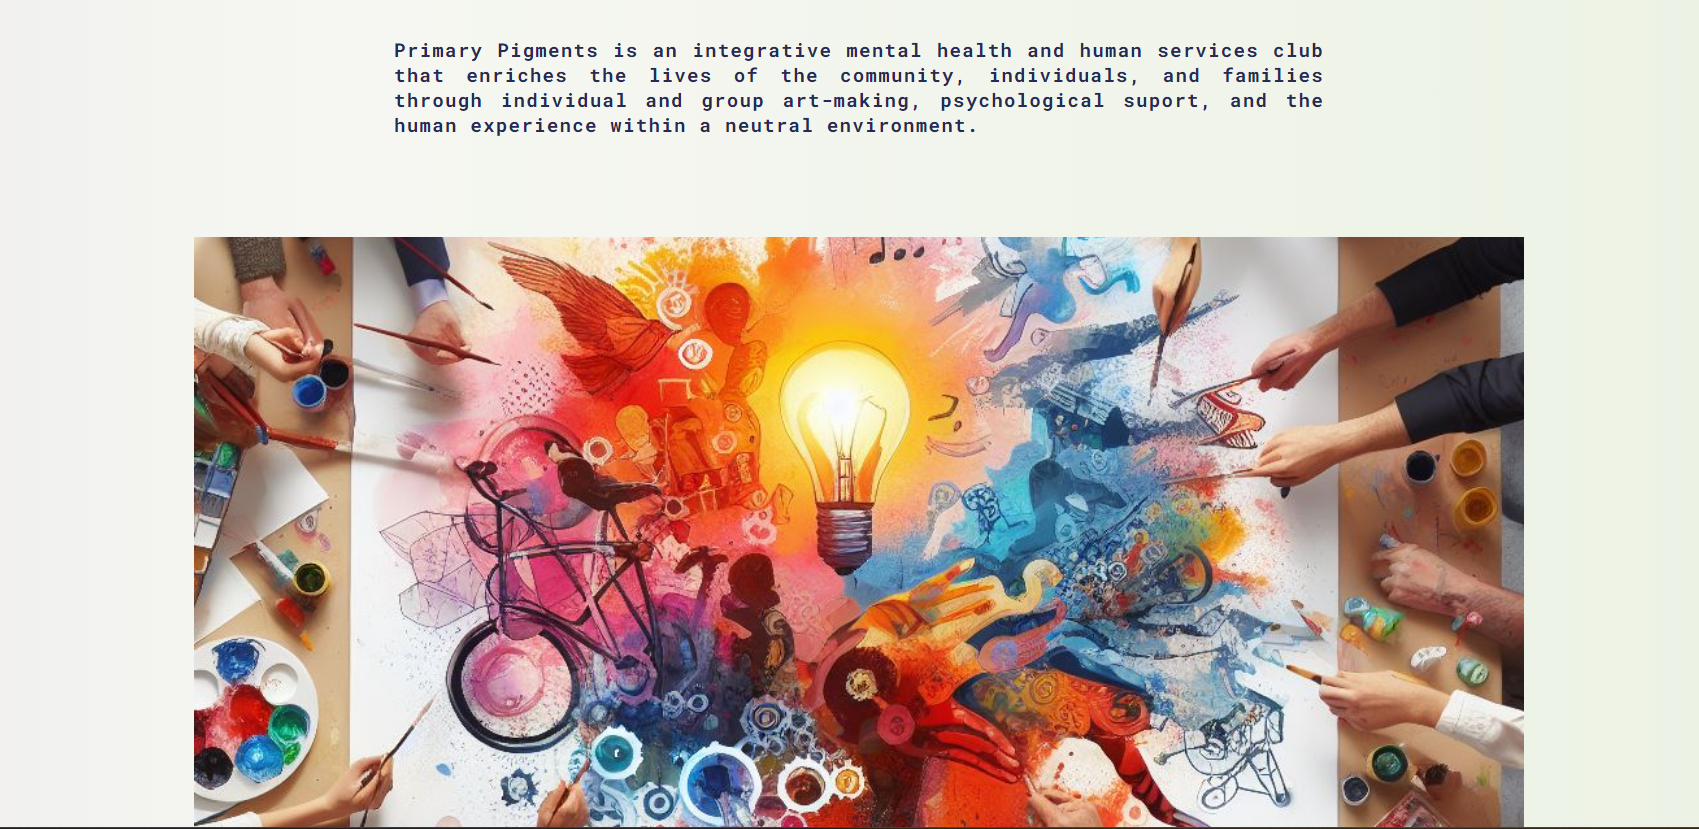 Primary Pigments is an integrative mental health and human services club
that enriches the lives of the community, individuals, and families
through individual and group art-making, psychological suport, and the
human experience within a neutral environment.